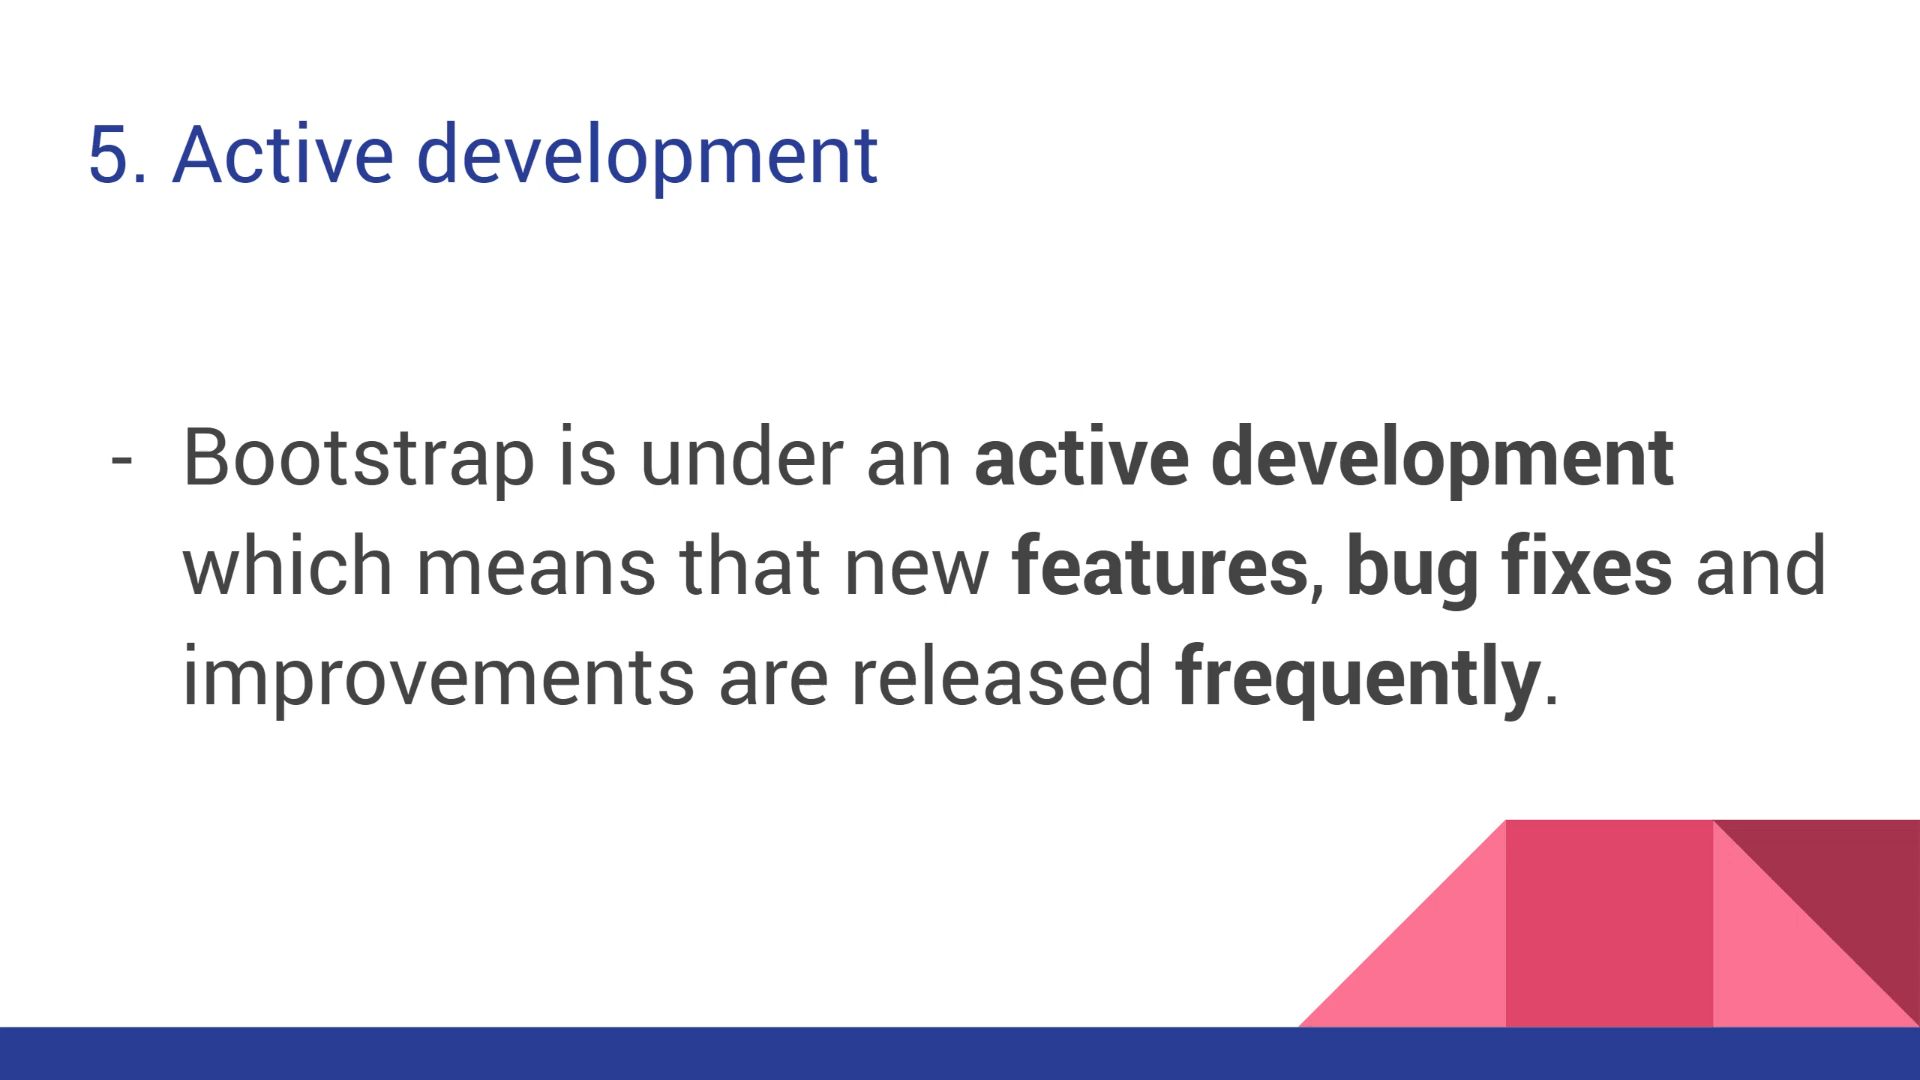 5. Active development
- Bootstrap is under an active development
which means that new features, bug fixes and
improvements are released frequently.